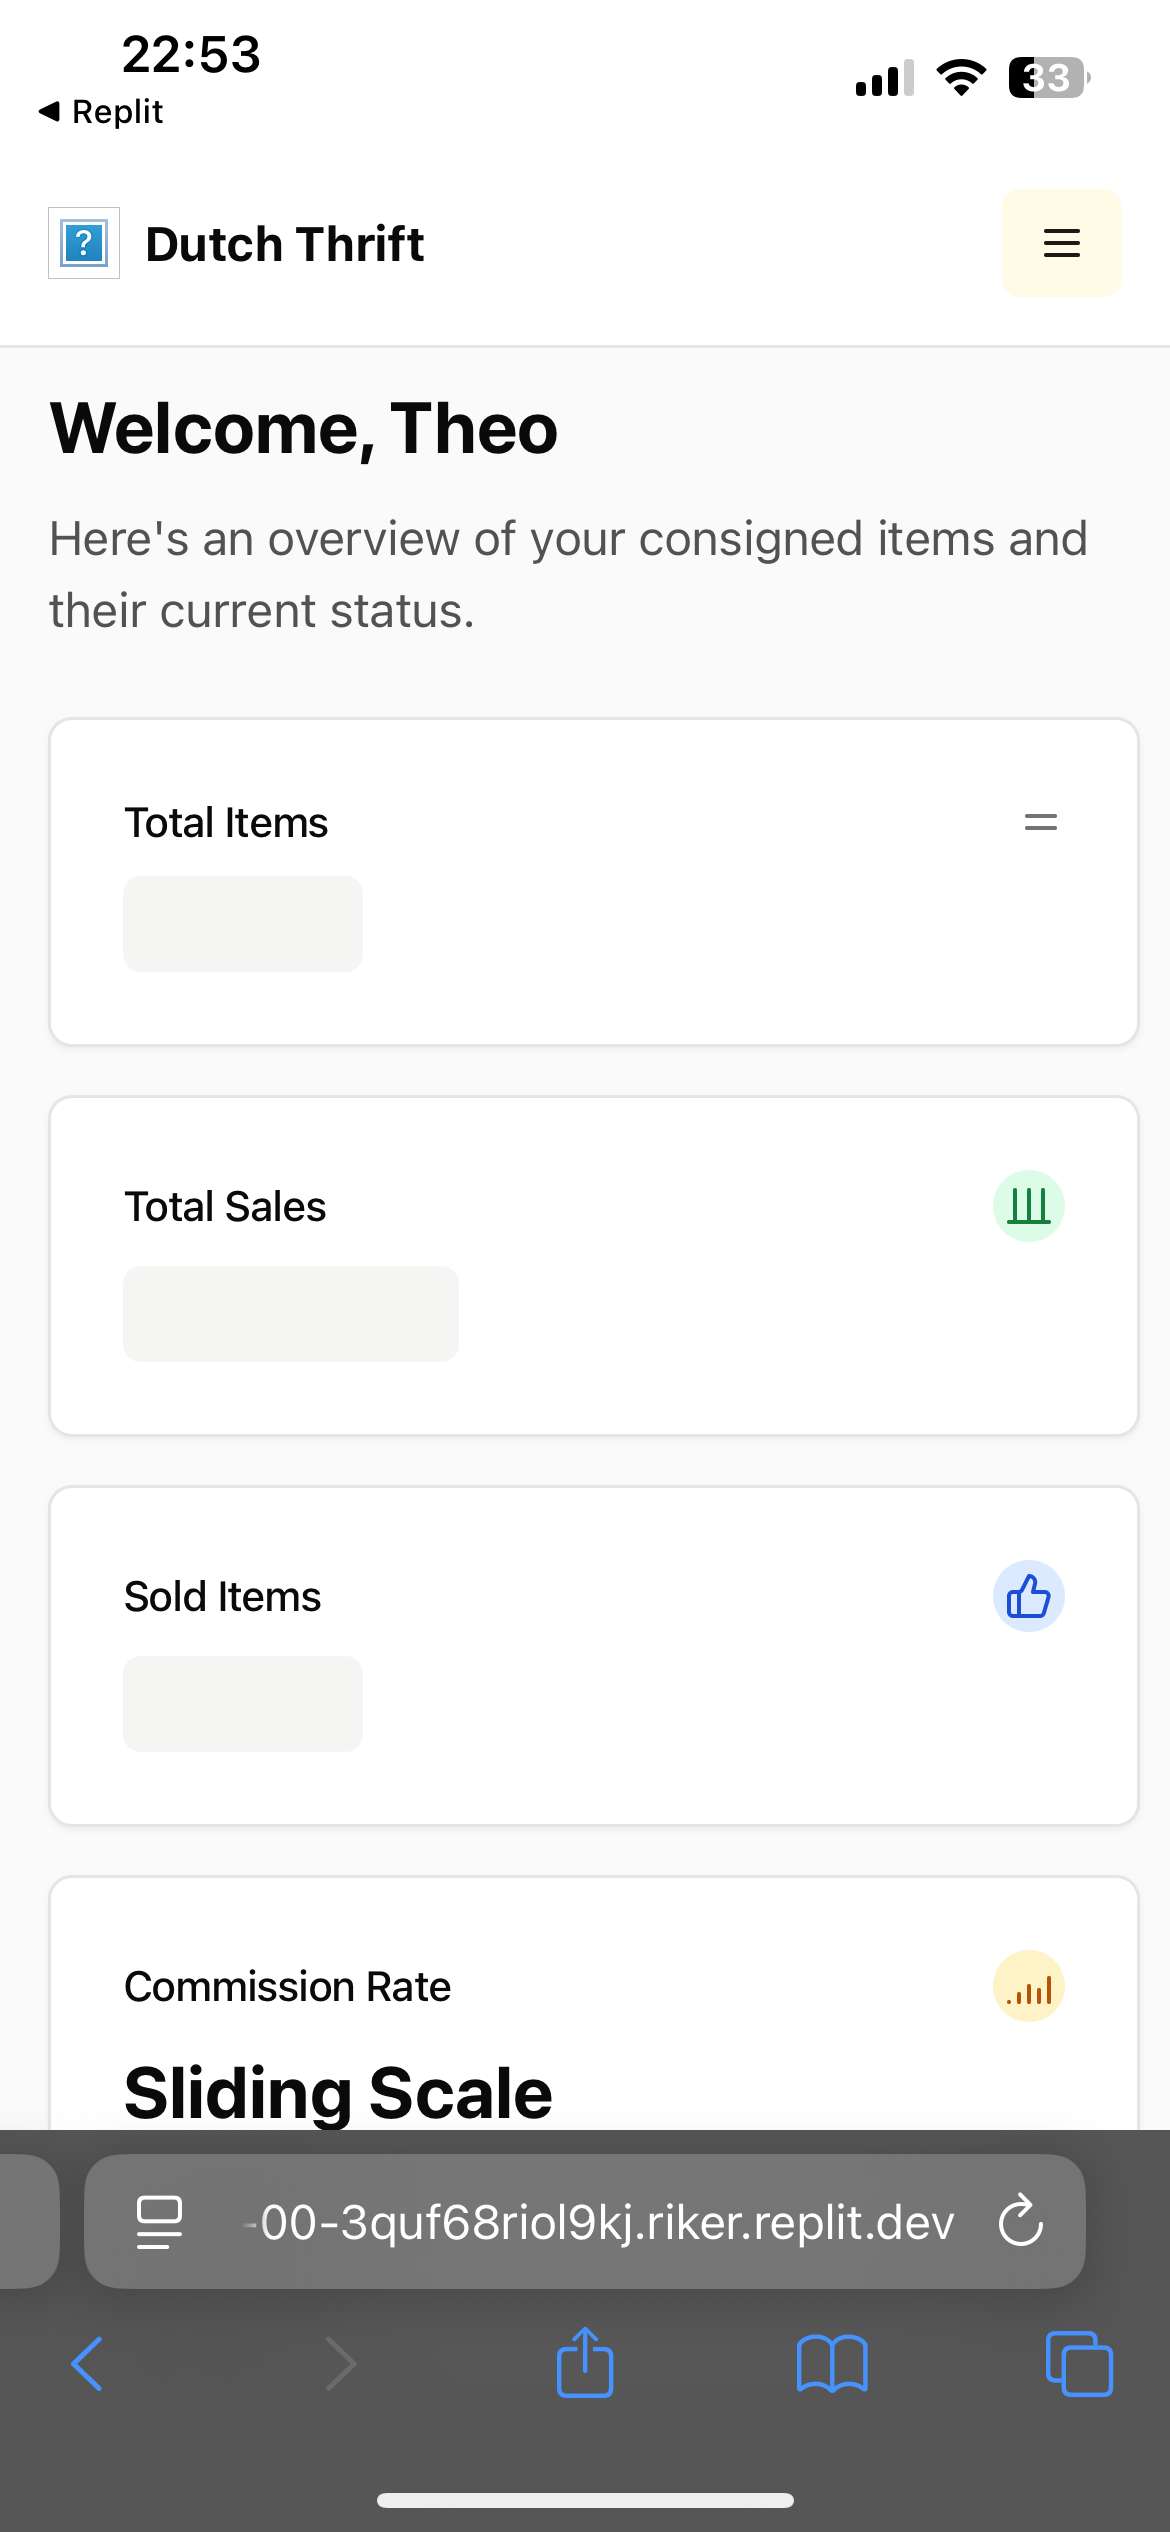 22:53
33
◀ Replit
Dutch Thrift
Welcome, Theo
Here's an overview of your consigned items and
their current status.
Total Items
Total Sales
Sold Items
Commission Rate
Sliding Scale
-00-3quf68riol9kj.riker.replit.dev